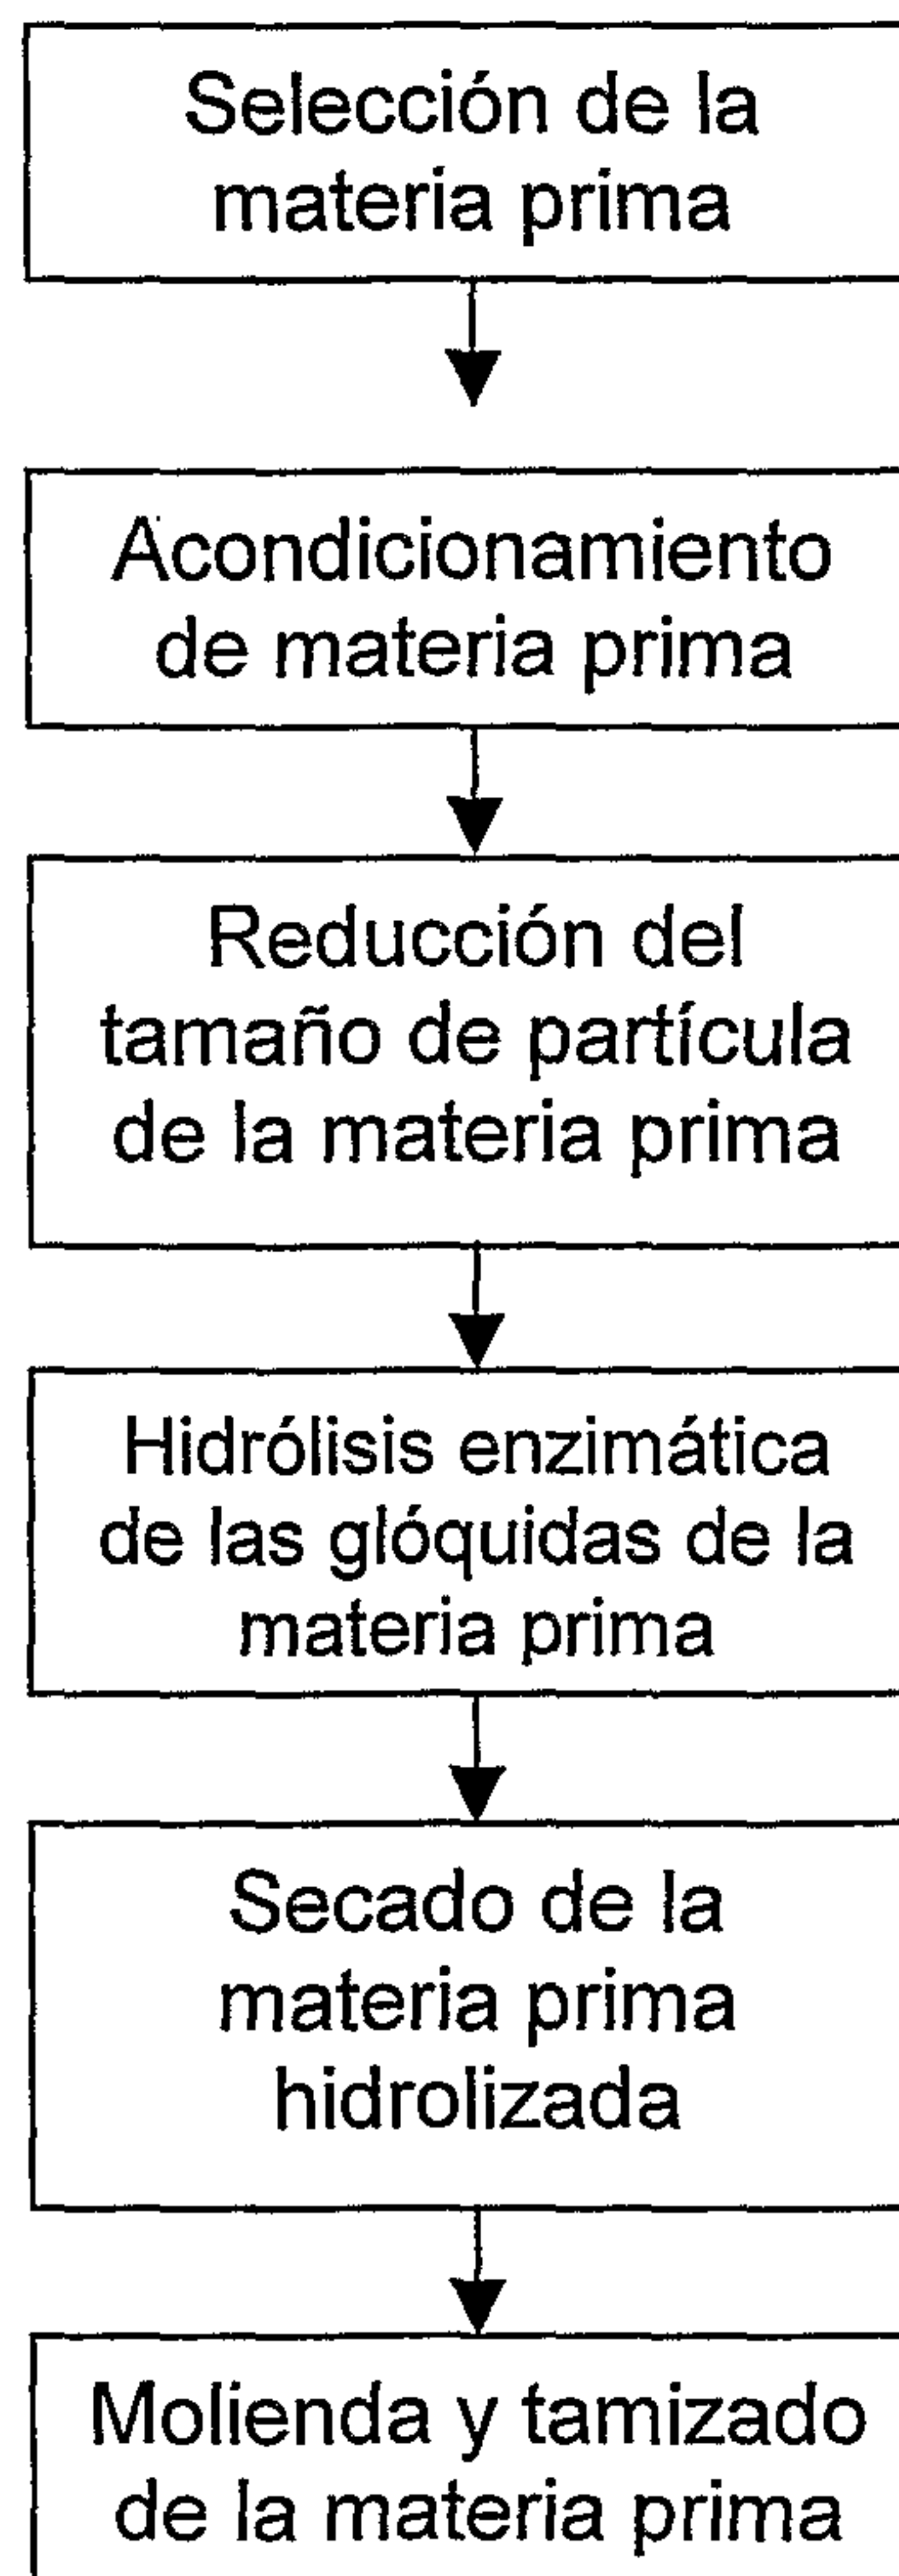 Selección de la
materia prima
Acondicionamiento
de materia prima
Reducción del
tamaño de partícula
de la materia prima
Hidrólisis enzimática
de las glóquidas de la
materia prima
Secado de la
materia prima
hidrolizada
Molienda y tamizado
de la materia prima